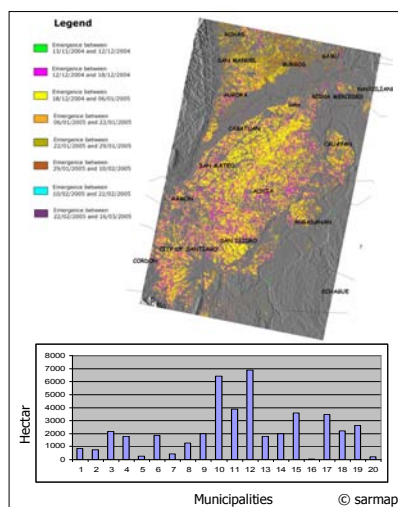 Legend
Emergence between
13/11/2004 and 12/12/2004
Emergence between
12/12/2004 and 18/12/2004
Emergence between
18/12/2004 and 06/01/2005
Emergence between
06/01/2005 and 22/01/2005
Emergence between
22/01/2005 and 29/01/2005
Emergence between
29/01/2005 and 10/02/2005
Emergence between
10/02/2005 and 22/02/2005
Emergence between
22/02/2005 and 16/03/2005
ROXAS
SAN MANUEL
BURGOS
GAMU
AURORA
REINA MERCEDES
CABATUAN
CAUAYAN
SAN MATEO
ALICIA
RAMON
ANGADANAN
SAN ISIDRO
CITY OF SANTIAGO
CORDON
ECHAGUE
8000
7000
6000
5000
4000
3000
2000
1000
0
Hectar
1 2 3 4 5 6 7 8 9 10 11 12 13 14 15 16 17 18 19 20
Municipalities
© sarmap